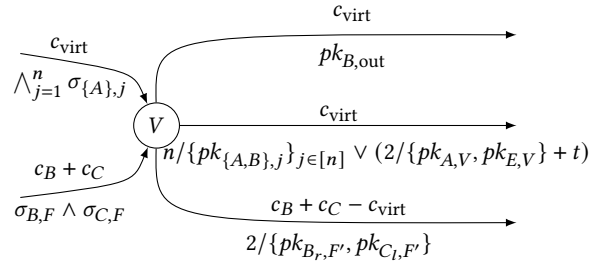 c_virt
pk_{B,out}
c_virt
⋀_{j=1}^{n} σ_{{A},j}
V
c_virt
n/{pk_{{A,B},j}}_{j∈[n]} ∨ (2/{pk_{A,V}, pk_{E,V}} + t)
c_B + c_C
σ_{B,F} ∧ σ_{C,F}
c_B + c_C − c_virt
2/{pk_{B_r,F′}, pk_{C_l,F′}}